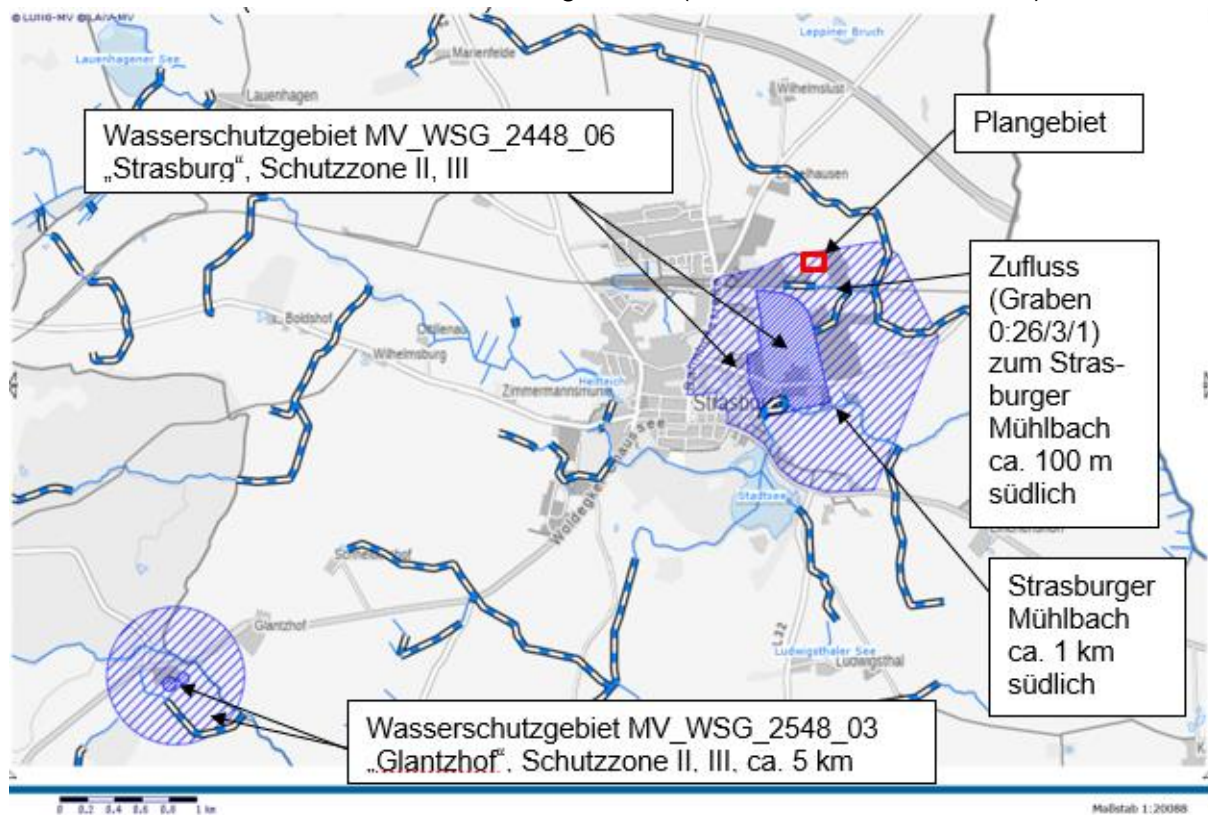 © LUNG-MV © LAiV-MV
Leppiner Bruch
Lauenhagener See
Marienfelde
Lauenhagen
Wilhelmslust
Wasserschutzgebiet MV_WSG_2448_06
„Strasburg“, Schutzzone II, III
Plangebiet
Zufluss
(Graben
0:26/3/1)
zum Stras-
burger
Mühlbach
ca. 100 m
südlich
Boldshof
Wilhelmsburg
Zimmermannsmühle
Strasburg
Stadtsee
Strasburger
Mühlbach
ca. 1 km
südlich
Glantzhof
L32
Ludwigsthaler See
Ludwigsthal
Wasserschutzgebiet MV_WSG_2548_03
„Glantzhof“, Schutzzone II, III, ca. 5 km
0 0.2 0.4 0.6 0.8 1 km
Maßstab 1:20088